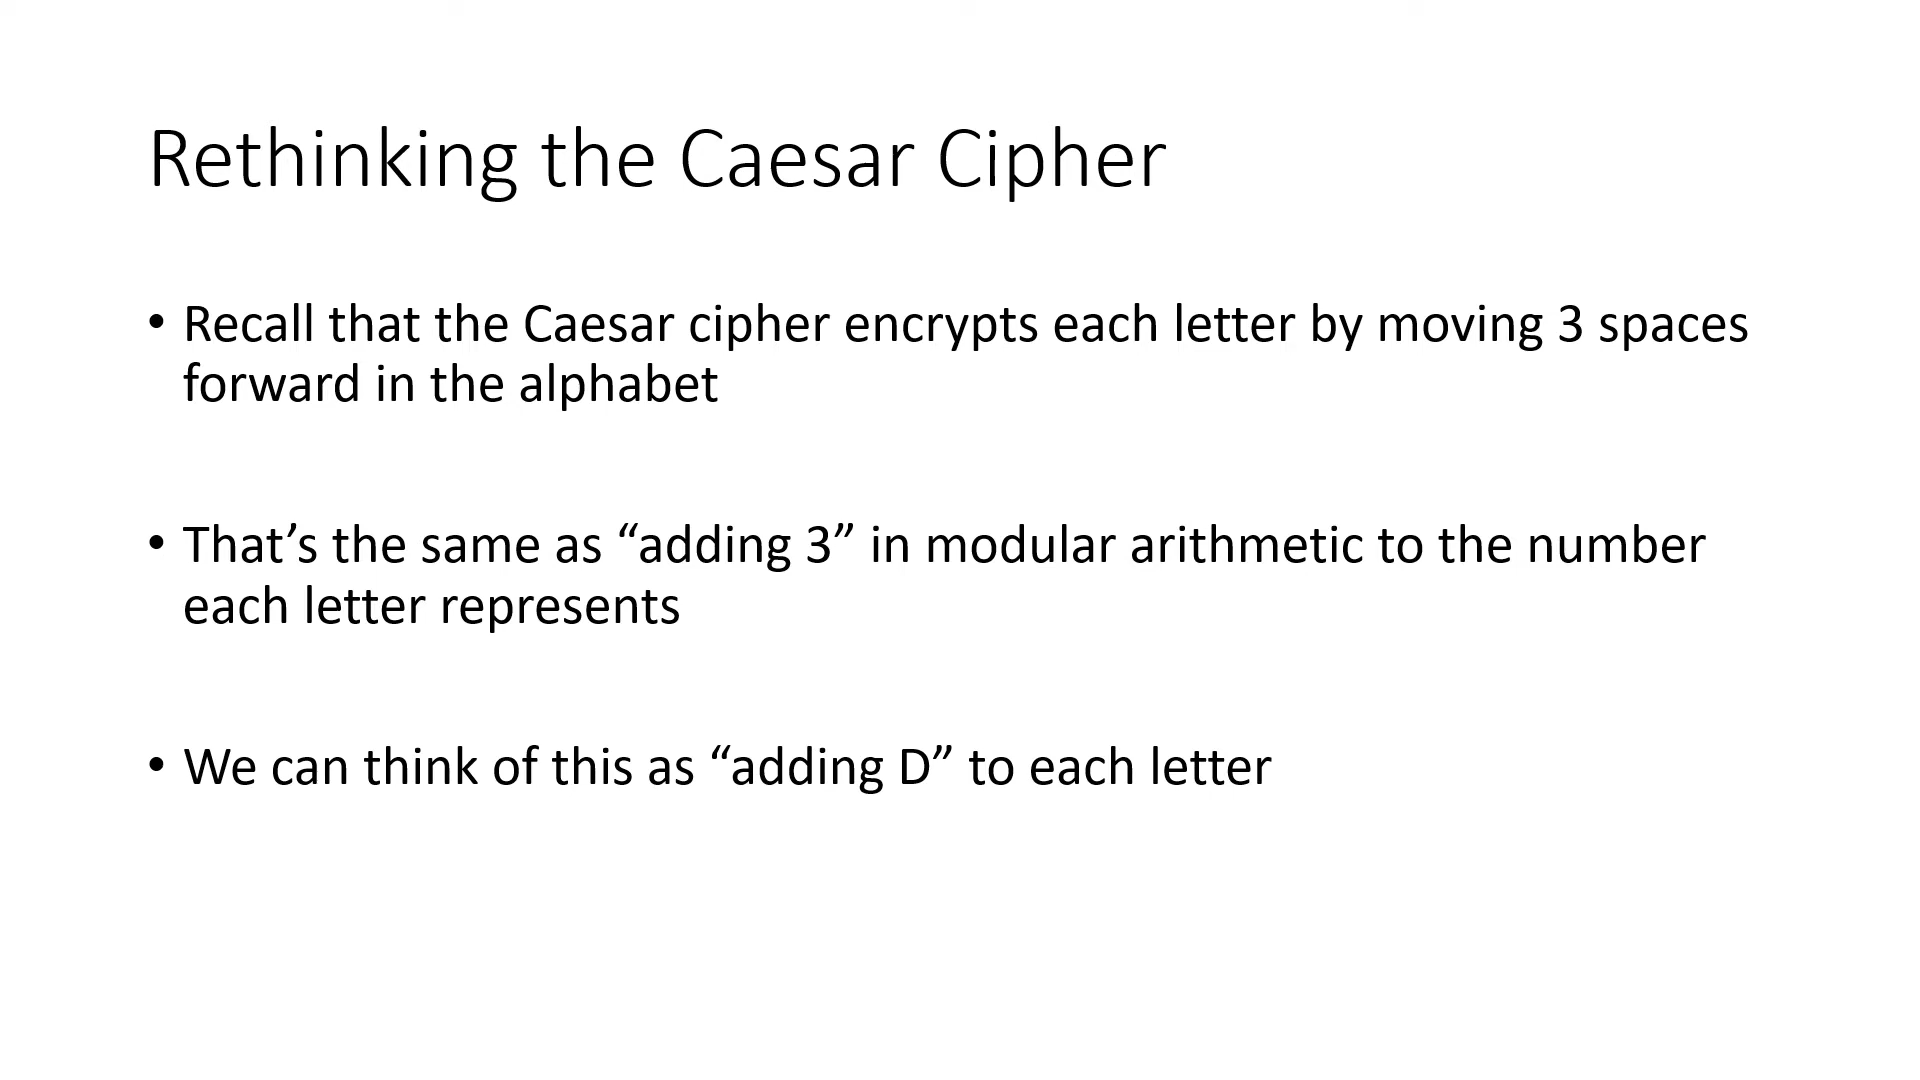 Rethinking the Caesar Cipher
• Recall that the Caesar cipher encrypts each letter by moving 3 spaces
forward in the alphabet
• That’s the same as “adding 3” in modular arithmetic to the number
each letter represents
• We can think of this as “adding D” to each letter